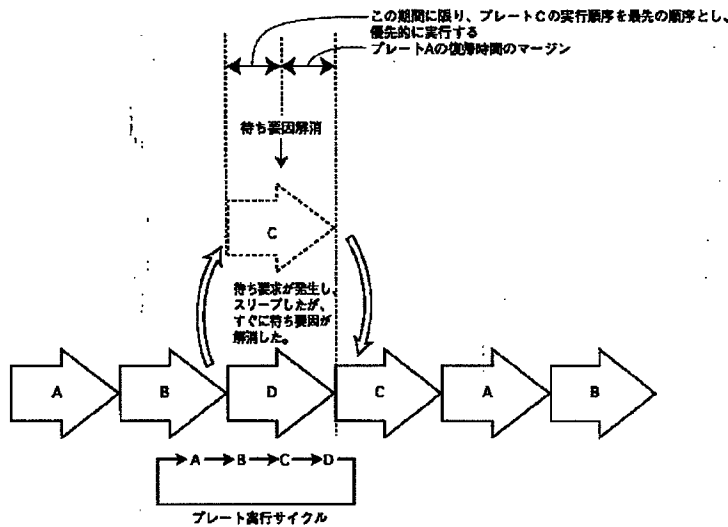 この期間に限り、プレートCの実行順序を最先の順序とし、
優先的に実行する
プレートAの復帰時間のマージン
待ち要因解消
C
待ち要求が発生し、
スリープしたが、
すぐに待ち要因が
解消した。
A
B
D
C
A
B
A
B
C
D
プレート実行サイクル